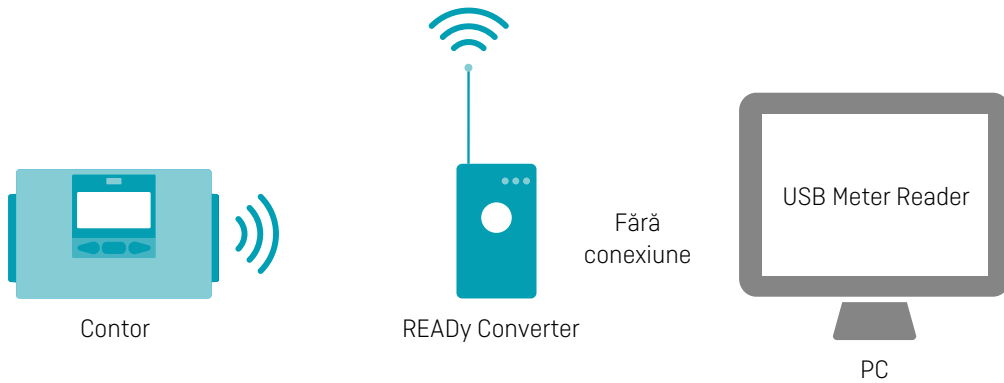 USB Meter Reader
Fără
conexiune
Contor
READy Converter
PC